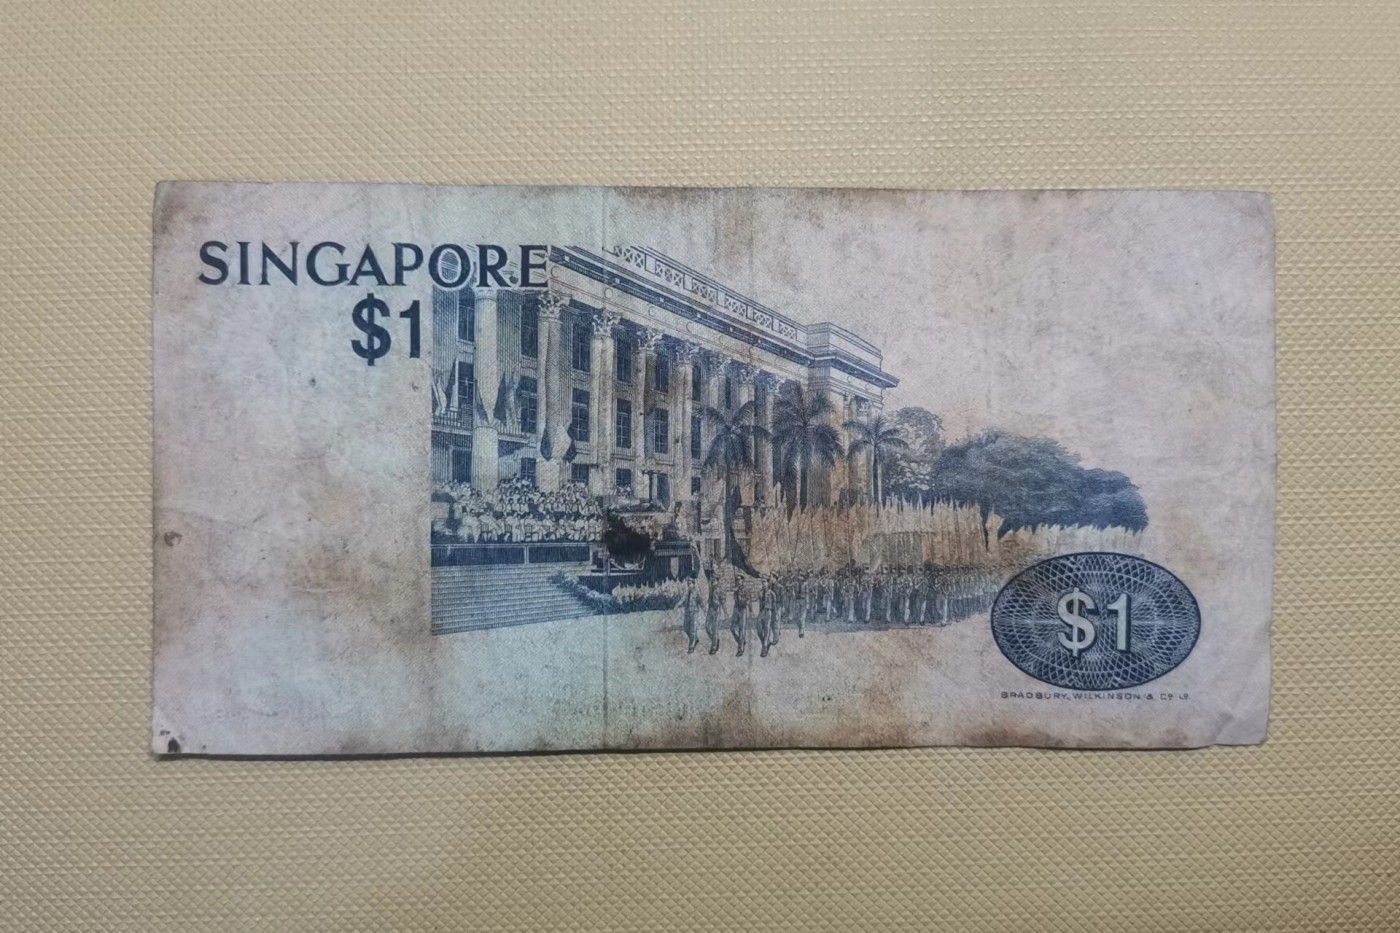 SINGAPORE
$1
$1
BRADBURY, WILKINSON & Co. Ld.